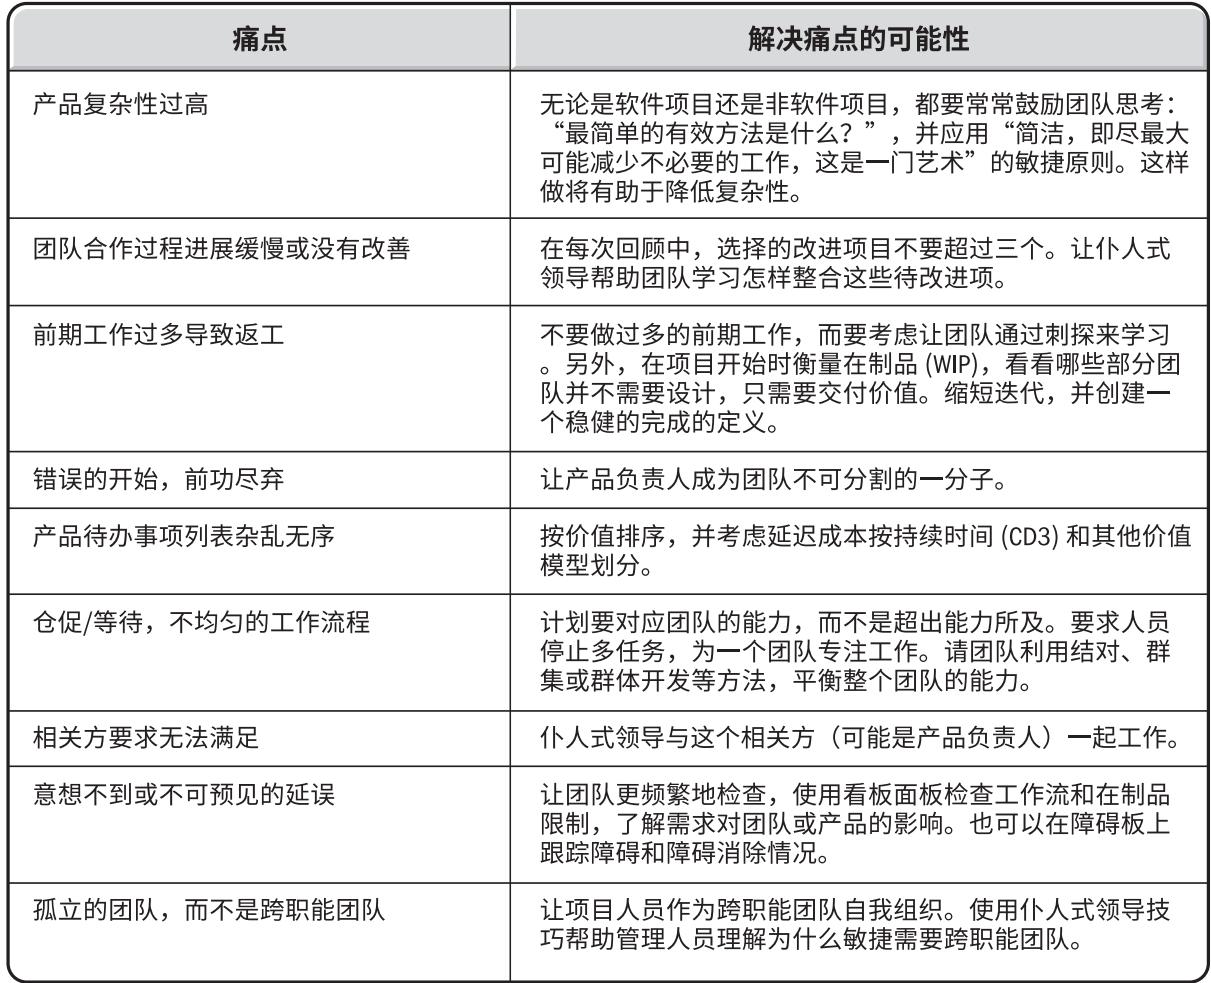 痛点
解决痛点的可能性
产品复杂性过高
无论是软件项目还是非软件项目，都要常常鼓励团队思考：
“最简单的有效方法是什么？”，并应用“简洁，即尽最大
可能减少不必要的工作，这是一门艺术”的敏捷原则。这样
做将有助于降低复杂性。
团队合作过程进展缓慢或没有改善
在每次回顾中，选择的改进项目不要超过三个。让仆人式
领导帮助团队学习怎样整合这些待改进项。
前期工作过多导致返工
不要做过多的前期工作，而要考虑让团队通过刺探来学习
。另外，在项目开始时衡量在制品 (WIP)，看看哪些部分团
队并不需要设计，只需要交付价值。缩短迭代，并创建一
个稳健的完成的定义。
错误的开始，前功尽弃
让产品负责人成为团队不可分割的一分子。
产品待办事项列表杂乱无序
按价值排序，并考虑延迟成本按持续时间 (CD3) 和其他价值
模型划分。
仓促/等待，不均匀的工作流程
计划要对应团队的能力，而不是超出能力所及。要求人员
停止多任务，为一个团队专注工作。请团队利用结对、群
集或群体开发等方法，平衡整个团队的能力。
相关方要求无法满足
仆人式领导与这个相关方（可能是产品负责人）一起工作。
意想不到或不可预见的延误
让团队更频繁地检查，使用看板面板检查工作流和在制品
限制，了解需求对团队或产品的影响。也可以在障碍板上
跟踪障碍和障碍消除情况。
孤立的团队，而不是跨职能团队
让项目人员作为跨职能团队自我组织。使用仆人式领导技
巧帮助管理人员理解为什么敏捷需要跨职能团队。